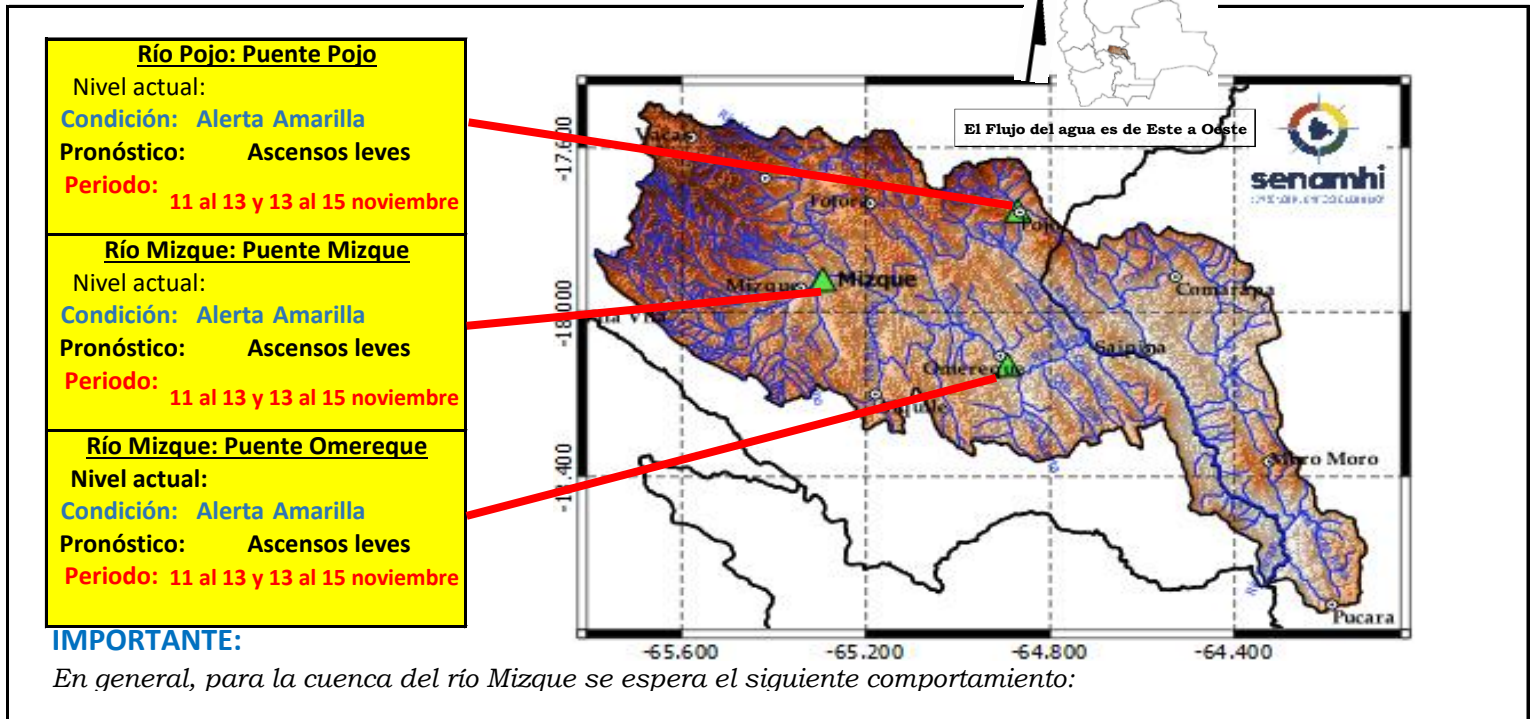 Río Pojo: Puente Pojo
Nivel actual:
Condición: Alerta Amarilla
Pronóstico: Ascensos leves
Periodo: 11 al 13 y 13 al 15 noviembre
Río Mizque: Puente Mizque
Nivel actual:
Condición: Alerta Amarilla
Pronóstico: Ascensos leves
Periodo: 11 al 13 y 13 al 15 noviembre
Río Mizque: Puente Omereque
Nivel actual:
Condición: Alerta Amarilla
Pronóstico: Ascensos leves
Periodo: 11 al 13 y 13 al 15 noviembre
El Flujo del agua es de Este a Oeste
senamhi
Vacas
Pojo
Mizque
Mizque
Comarapa
Omereque
Saipina
Moro Moro
Pucara
-17.600
-18.000
.400
-65.600
-65.200
-64.800
-64.400
IMPORTANTE:
En general, para la cuenca del río Mizque se espera el siguiente comportamiento: